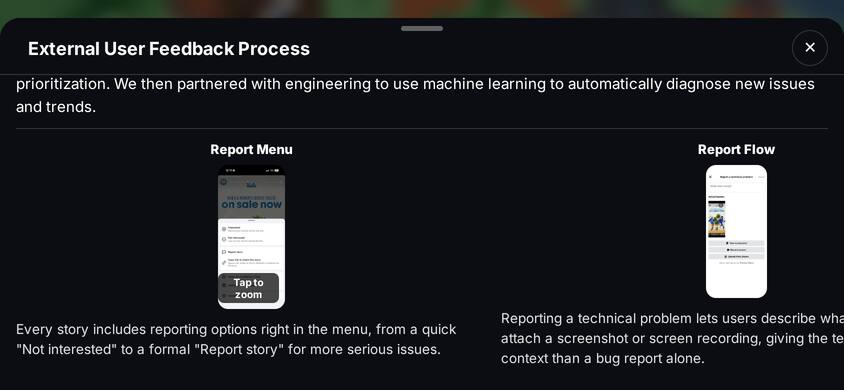 External User Feedback Process
prioritization. We then partnered with engineering to use machine learning to automatically diagnose new issues
and trends.
Report Menu
on sale now
Tap to
zoom
Every story includes reporting options right in the menu, from a quick
"Not interested" to a formal "Report story" for more serious issues.
Report Flow
Reporting a technical problem lets users describe wha
attach a screenshot or screen recording, giving the te
context than a bug report alone.